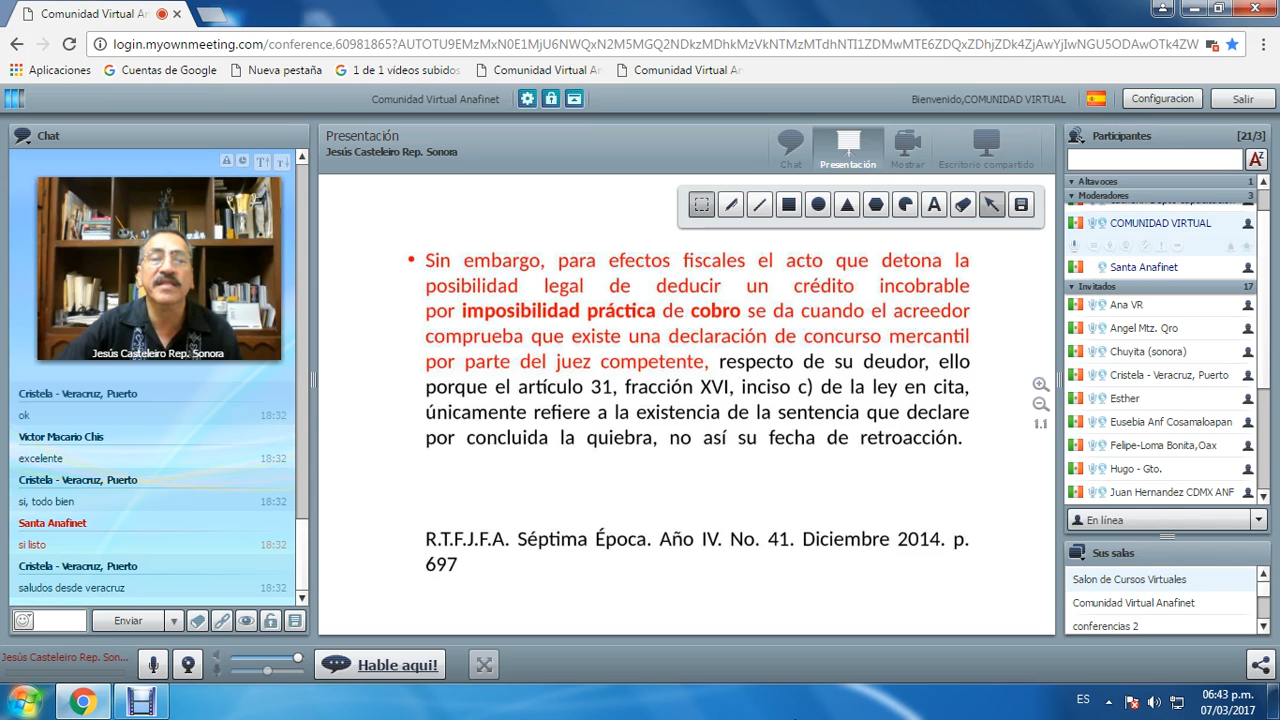 Comunidad Virtual An
login.myownmeeting.com/conference.60981865?
Aplicaciones
Cuentas de Google
Nueva pestaña
1 de 1 vídeos subidos
Comunidad Virtual An
Comunidad Virtual An
Comunidad Virtual Anafinet
Bienvenido,COMUNIDAD VIRTUAL
Configuracion
Salir
Chat
Jesús Casteleiro Rep. Sonora
Cristela - Veracruz, Puerto
ok 18:32
Victor Macario Chis
excelente 18:32
Cristela - Veracruz, Puerto
si, todo bien 18:32
Santa Anafinet
si listo 18:32
Cristela - Veracruz, Puerto
saludos desde veracruz 18:32
Enviar
Presentación
Jesús Casteleiro Rep. Sonora
Chat
Presentación
Mostrar
Escritorio compartido
• Sin embargo, para efectos fiscales el acto que detona la
posibilidad legal de deducir un crédito incobrable
por imposibilidad práctica de cobro se da cuando el acreedor
comprueba que existe una declaración de concurso mercantil
por parte del juez competente, respecto de su deudor, ello
porque el artículo 31, fracción XVI, inciso c) de la ley en cita,
únicamente refiere a la existencia de la sentencia que declare
por concluida la quiebra, no así su fecha de retroacción.
R.T.F.J.F.A. Séptima Época. Año IV. No. 41. Diciembre 2014. p.
697
1.1
Participantes [21/3]
Altavoces 1
Moderadores 3
COMUNIDAD VIRTUAL
Santa Anafinet
Invitados 17
Ana VR
Angel Mtz. Qro
Chuyita (sonora)
Cristela - Veracruz, Puerto
Esther
Eusebia Anf Cosamaloapan
Felipe-Loma Bonita,Oax
Hugo - Gto.
Juan Hernandez CDMX ANF
En línea
Sus salas
Salon de Cursos Virtuales
Comunidad Virtual Anafinet
conferencias 2
Jesús Casteleiro Rep. Son...
Hable aqui!
ES
06:43 p.m.
07/03/2017